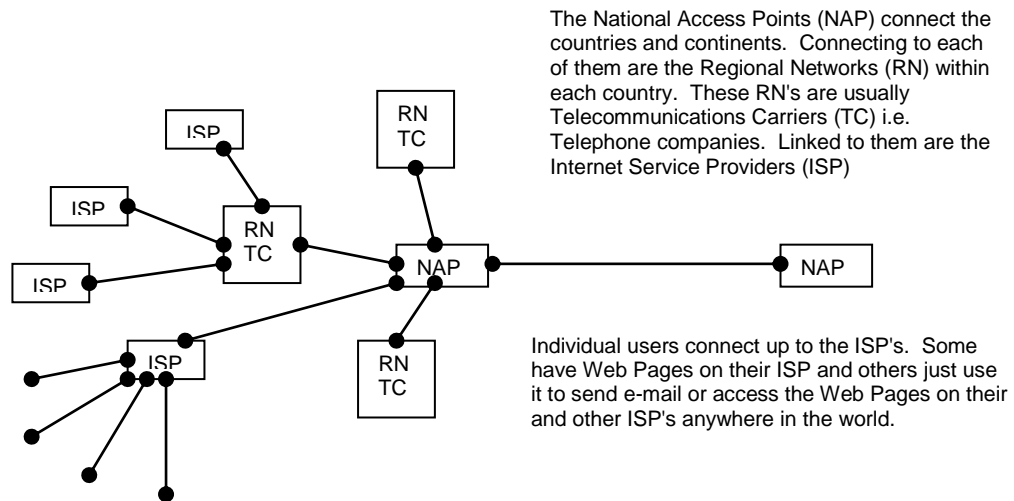 The National Access Points (NAP) connect the
countries and continents.  Connecting to each
of them are the Regional Networks (RN) within
each country.  These RN's are usually
Telecommunications Carriers (TC) i.e.
Telephone companies.  Linked to them are the
Internet Service Providers (ISP)
RN
TC
ISP
ISP
RN
TC
ISP
NAP
NAP
ISP
RN
TC
Individual users connect up to the ISP's.  Some
have Web Pages on their ISP and others just use
it to send e-mail or access the Web Pages on their
and other ISP's anywhere in the world.